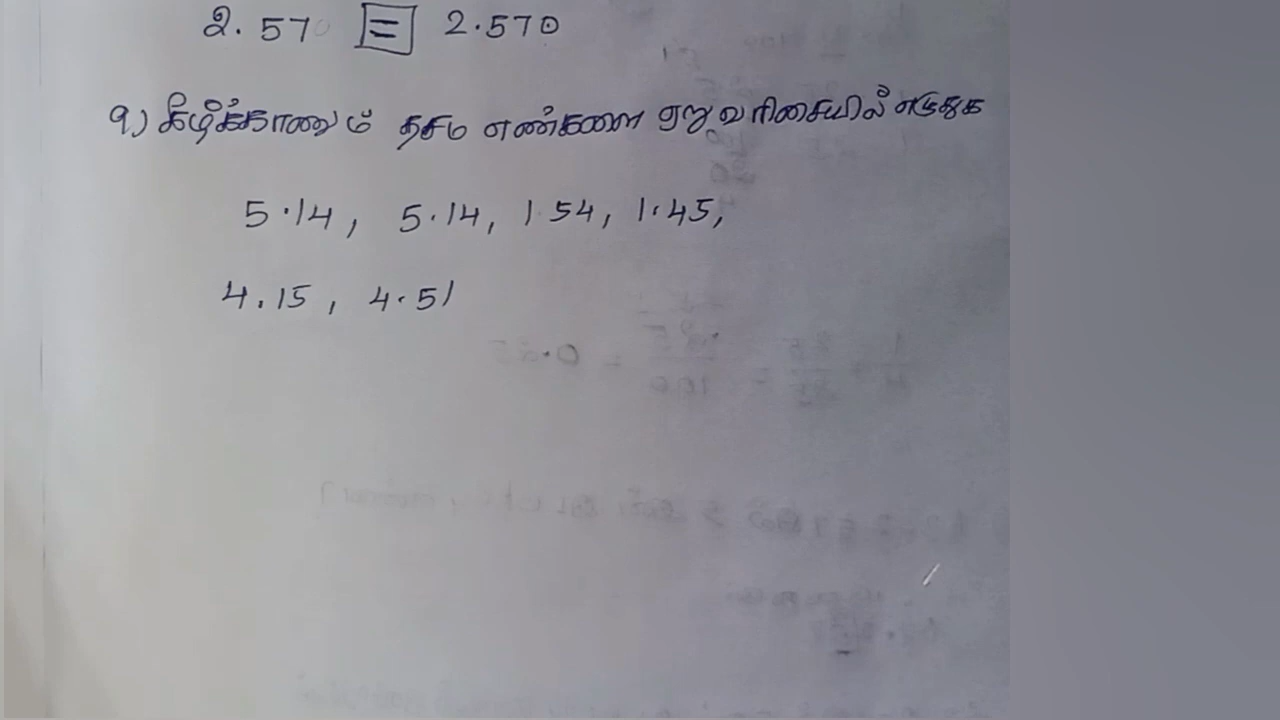 2.570 = 2.570
9) கீழ்க்காணும் தசம எண்களை ஏறுவரிசையில் எழுதுக
5.14, 5.14, 1.54, 1.45,
4.15, 4.51